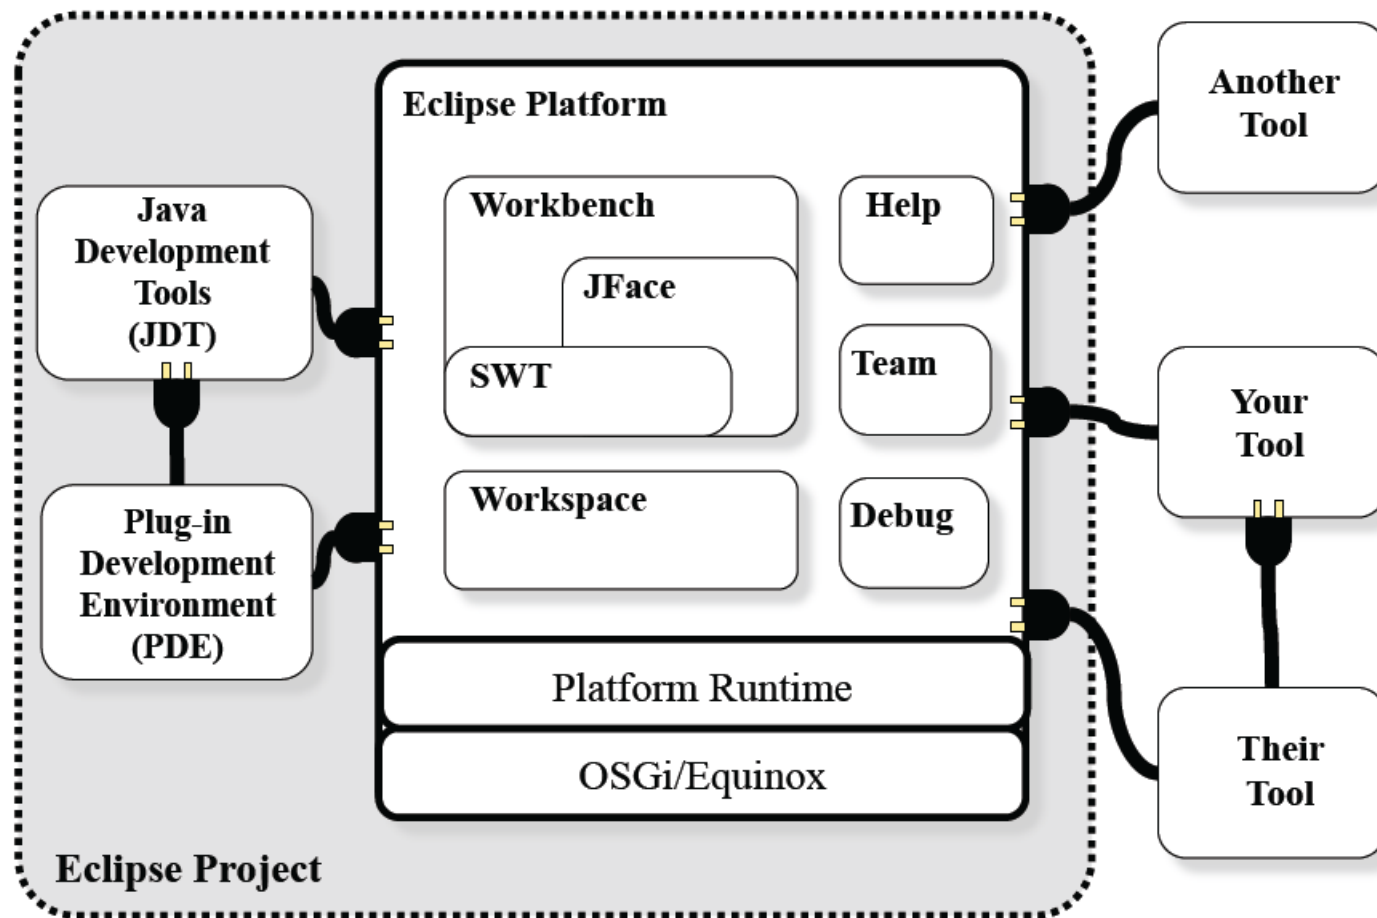 Eclipse Platform
Another
Tool
Workbench
Help
JFace
SWT
Team
Workspace
Debug
Java
Development
Tools
(JDT)
Plug-in
Development
Environment
(PDE)
Your
Tool
Their
Tool
Platform Runtime
OSGi/Equinox
Eclipse Project